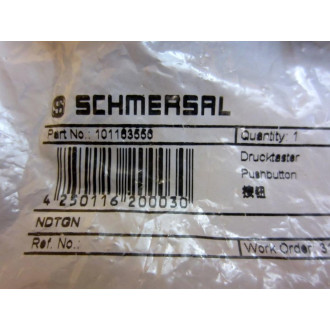 SCHMERSAL
Part No.: 101163556 Quantity: 1
Drucktaster
Pushbutton
按钮
4 250116 200030
NDTGN
Ref. No.:
Work Order: